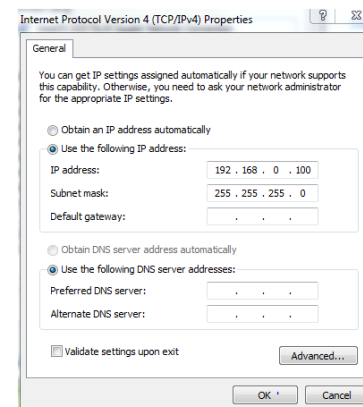 Internet Protocol Version 4 (TCP/IPv4) Properties
General
You can get IP settings assigned automatically if your network supports
this capability. Otherwise, you need to ask your network administrator
for the appropriate IP settings.
Obtain an IP address automatically
Use the following IP address:
IP address: 192 . 168 . 0 . 100
Subnet mask: 255 . 255 . 255 . 0
Default gateway: . . .
Obtain DNS server address automatically
Use the following DNS server addresses:
Preferred DNS server: . . .
Alternate DNS server: . . .
Validate settings upon exit
Advanced...
OK Cancel